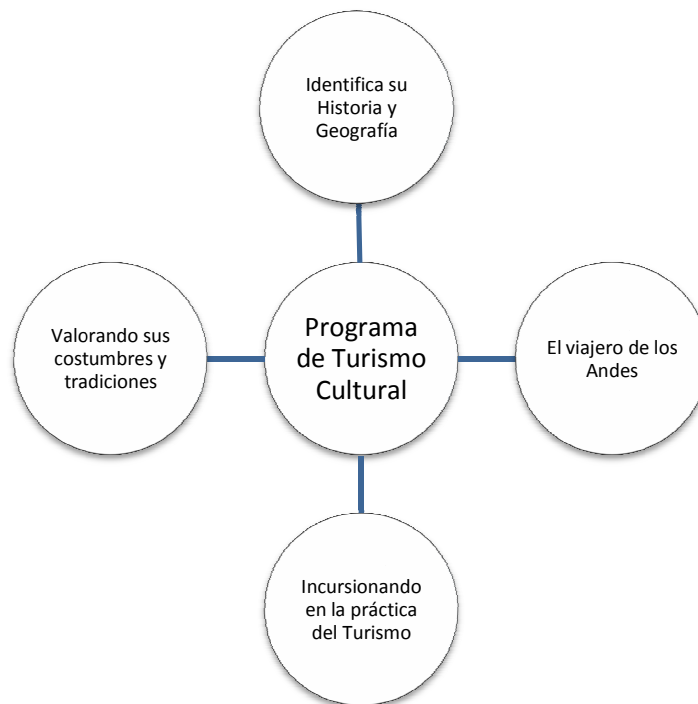 Identifica su
Historia y
Geografía
Valorando sus
costumbres y
tradiciones
Programa
de Turismo
Cultural
El viajero de los
Andes
Incursionando
en la práctica
del Turismo